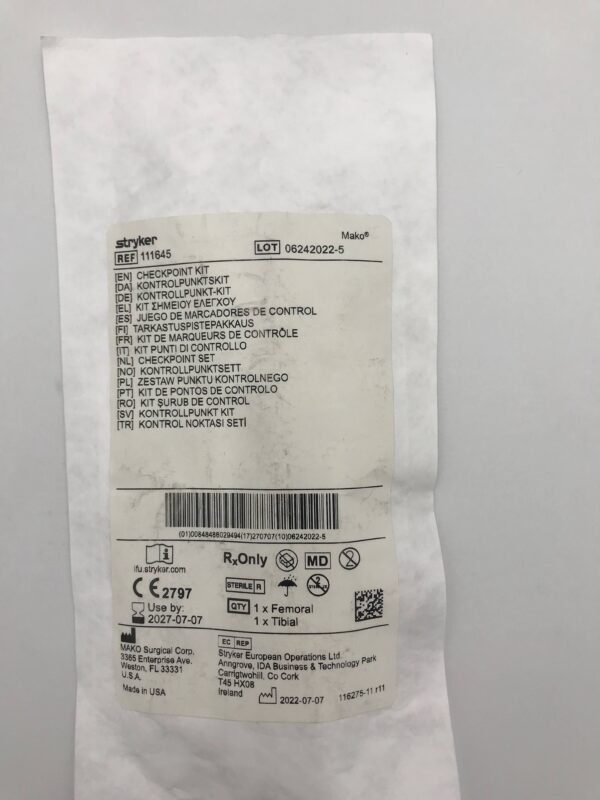 stryker
Mako®
REF 111645
LOT 06242022-5
[EN] CHECKPOINT KIT
[DA] KONTROLPUNKTSKIT
[DE] KONTROLLPUNKT-KIT
[EL] ΚΙΤ ΣΗΜΕΙΟΥ ΕΛΕΓΧΟΥ
[ES] JUEGO DE MARCADORES DE CONTROL
[FI] TARKASTUSPISTEPAKKAUS
[FR] KIT DE MARQUEURS DE CONTRÔLE
[IT] KIT PUNTI DI CONTROLLO
[NL] CHECKPOINT SET
[NO] KONTROLLPUNKTSETT
[PL] ZESTAW PUNKTU KONTROLNEGO
[PT] KIT DE PONTOS DE CONTROLO
[RO] KIT ȘURUB DE CONTROL
[SV] KONTROLLPUNKT KIT
[TR] KONTROL NOKTASI SETİ
(01)00848486029494(17)270707(10)06242022-5
ifu.stryker.com
RxOnly
MD
2
CE 2797
STERILE R
Use by:
2027-07-07
QTY 1 x Femoral
1 x Tibial
MAKO Surgical Corp.
3365 Enterprise Ave.
Weston, FL 33331
U.S.A.
Made in USA
EC REP
Stryker European Operations Ltd.
Anngrove, IDA Business & Technology Park
Carrigtwohill, Co Cork
T45 HX08
Ireland
2022-07-07
116275-11 r11